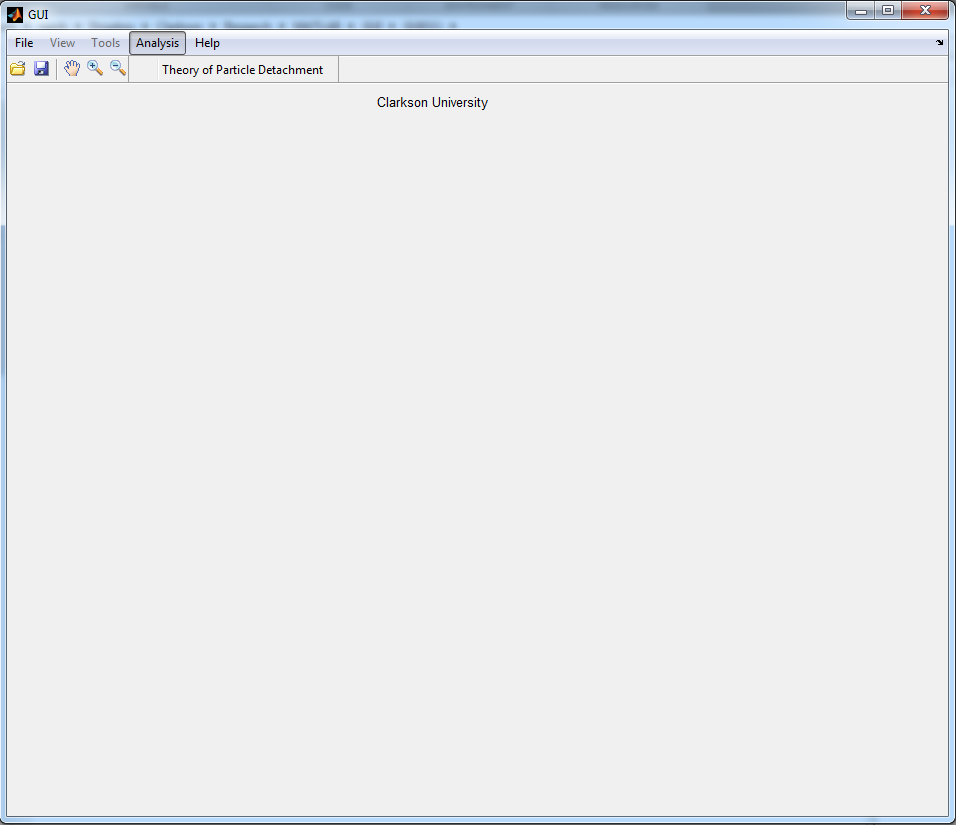 GUI
File View Tools Analysis Help
Theory of Particle Detachment
Clarkson University